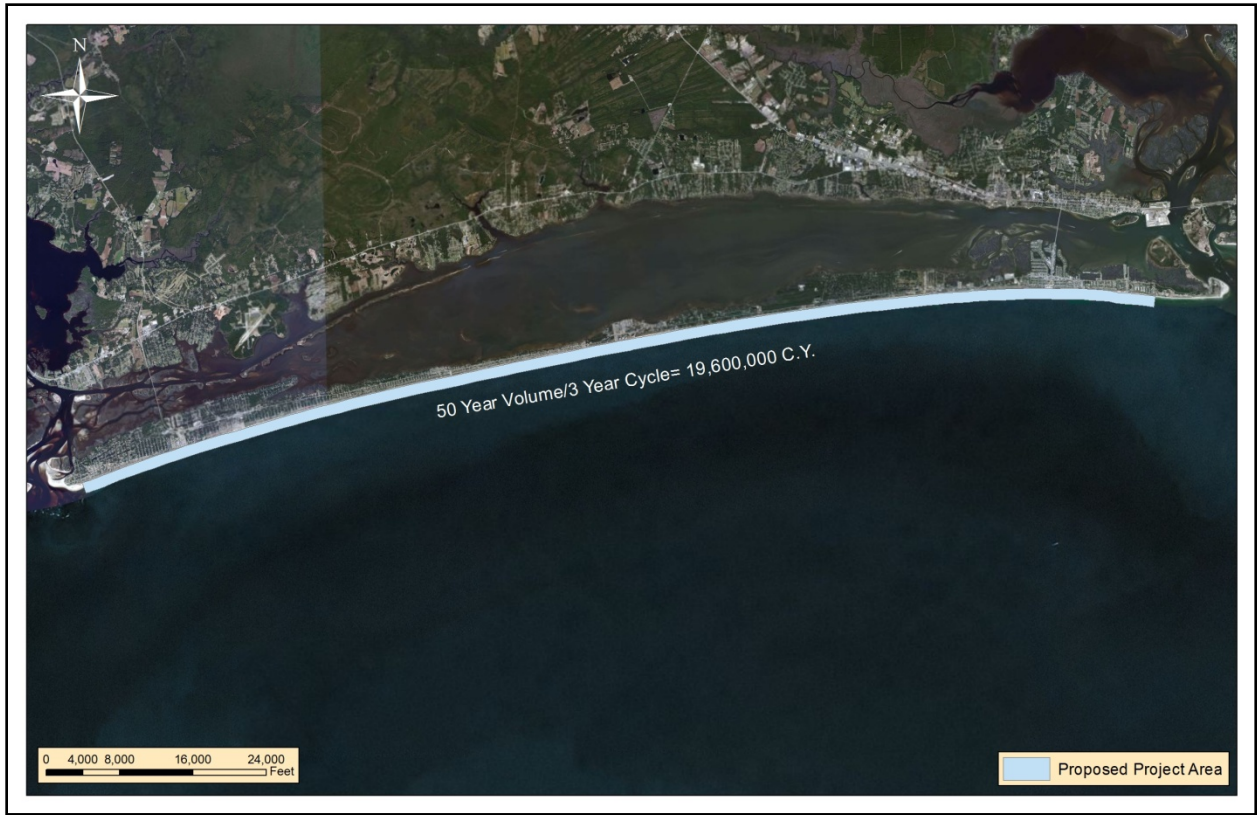 N
50 Year Volume/3 Year Cycle= 19,600,000 C.Y.
0 4,000 8,000 16,000 24,000
Feet
Proposed Project Area